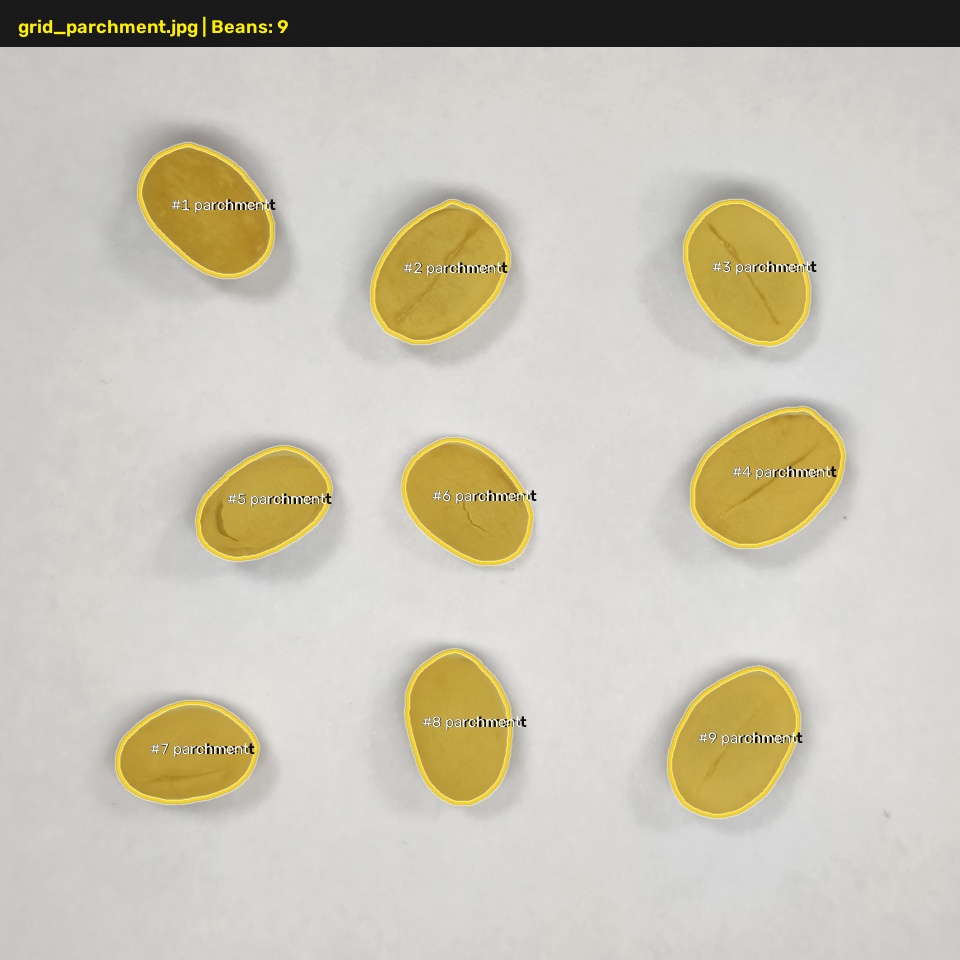 grid_parchment.jpg | Beans: 9
#1 parchment
#2 parchment
#3 parchment
#4 parchment
#5 parchment
#6 parchment
#7 parchment
#8 parchment
#9 parchment